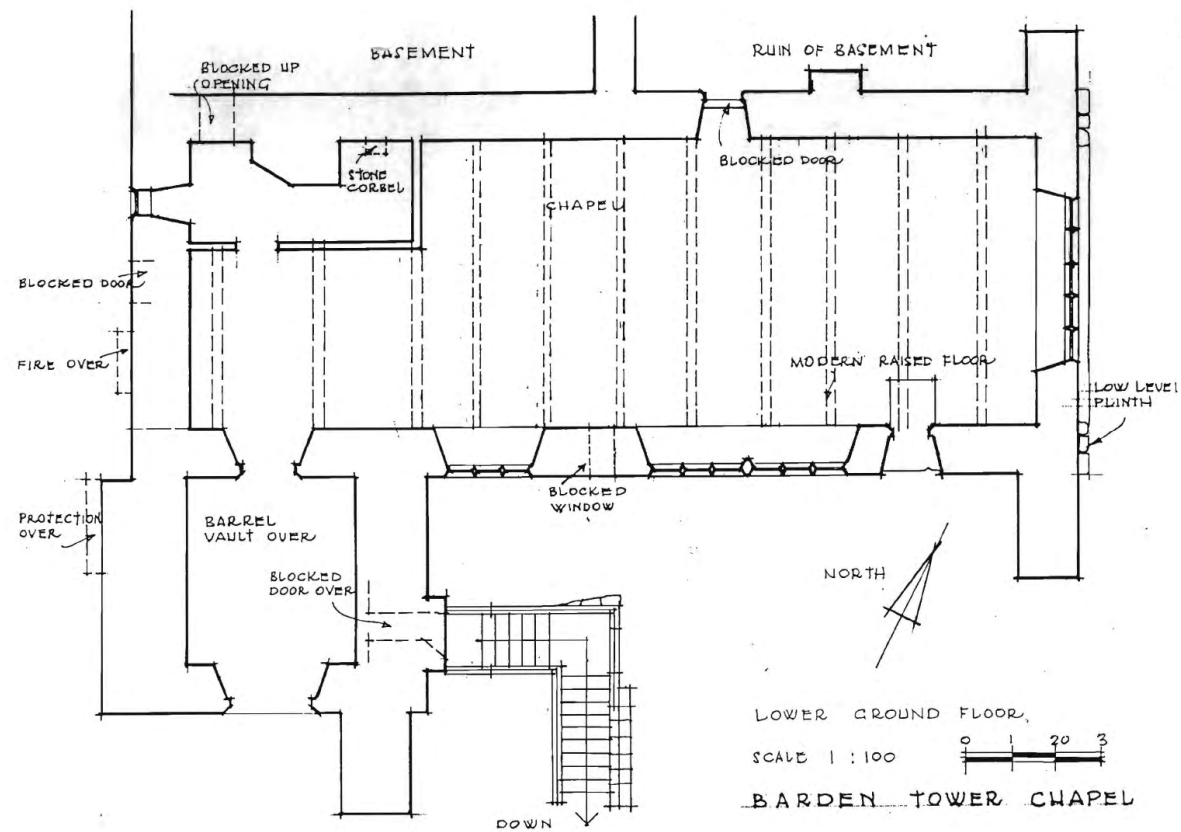 BASEMENT
RUIN OF BASEMENT
BLOCKED UP
OPENING
STONE
CORBEL
BLOCKED DOOR
CHAPEL
BLOCKED DOOR
FIRE OVER
MODERN RAISED FLOOR
LOW LEVEL
PLINTH
PROTECTION
OVER
BARREL
VAULT OVER
BLOCKED
WINDOW
BLOCKED
DOOR OVER
NORTH
LOWER GROUND FLOOR,
SCALE 1 : 100
0 1 20 3
BARDEN TOWER CHAPEL
DOWN